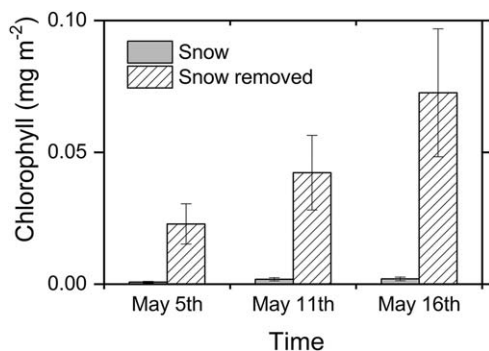 Chlorophyll (mg m⁻²)
0.10
0.05
0.00
Snow
Snow removed
May 5th May 11th May 16th
Time